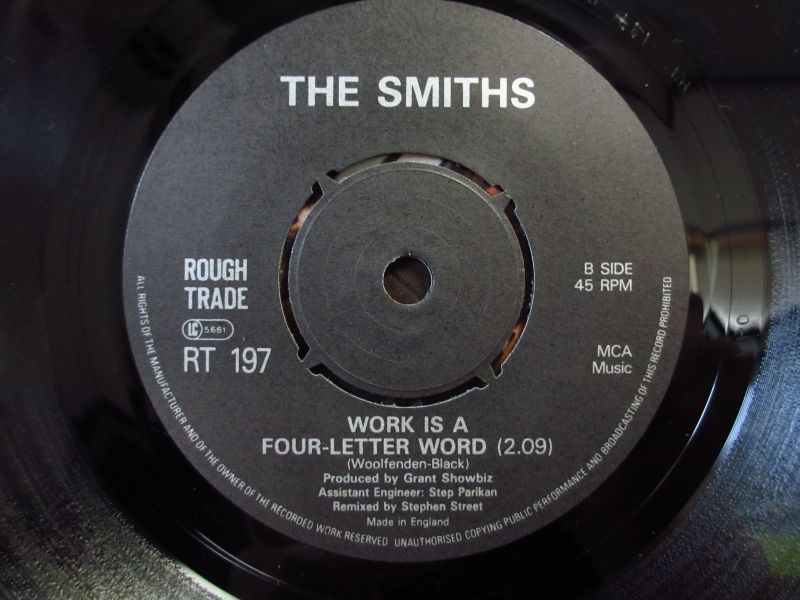 THE SMITHS
ROUGH
TRADE
LC 5661
RT 197
B SIDE
45 RPM
MCA
Music
WORK IS A
FOUR-LETTER WORD (2.09)
(Woolfenden-Black)
Produced by Grant Showbiz
Assistant Engineer: Step Parikan
Remixed by Stephen Street
Made in England
ALL RIGHTS OF THE MANUFACTURER AND OF THE OWNER OF THE RECORDED WORK RESERVED UNAUTHORISED COPYING PUBLIC PERFORMANCE AND BROADCASTING OF THIS RECORD PROHIBITED